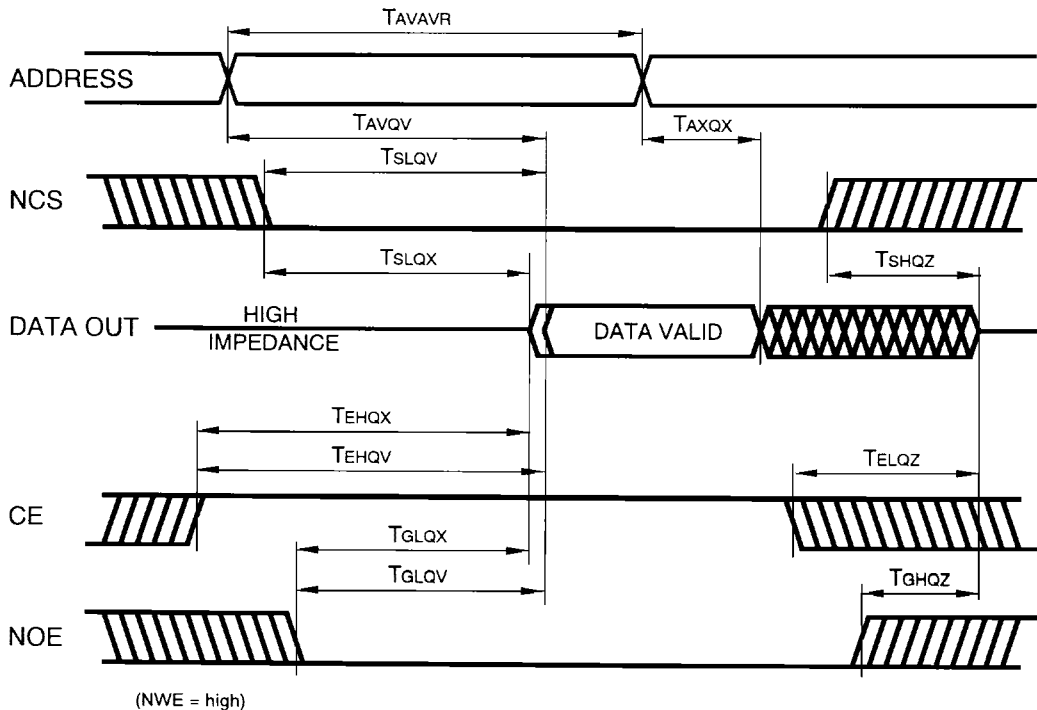 TAVAVR
ADDRESS
TAVQV
TAXQX
TSLQV
NCS
TSLQX
TSHQZ
DATA OUT
HIGH
IMPEDANCE
DATA VALID
TEHQX
TEHQV
TELQZ
CE
TGLQX
TGLQV
TGHQZ
NOE
(NWE = high)